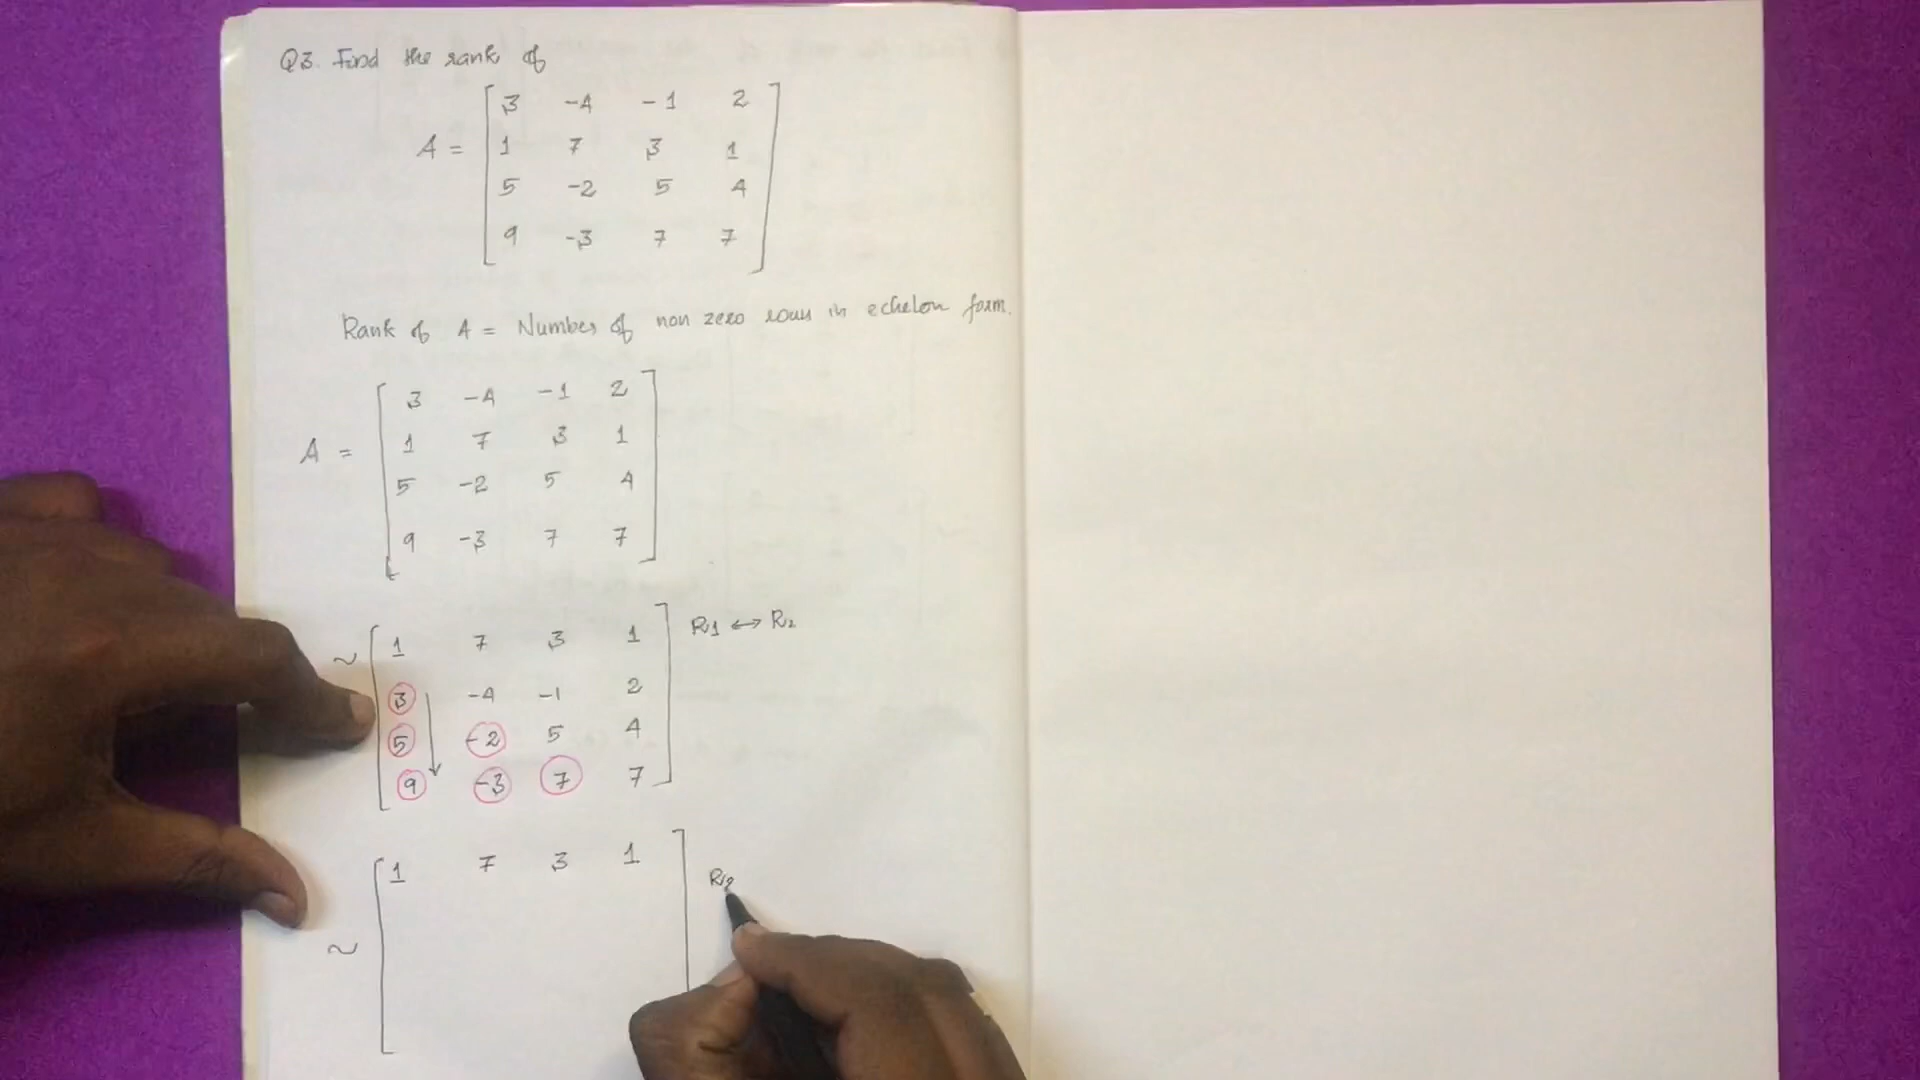 Q3. Find the rank of
A = [ 3 -4 -1 2
1 7 3 1
5 -2 5 4
9 -3 7 7 ]
Rank of A = Number of non zero rows in echelon form.
A = [ 3 -4 -1 2
1 7 3 1
5 -2 5 4
9 -3 7 7 ]
~ [ 1 7 3 1 ] R1 ↔ R2
3 -4 -1 2
5 -2 5 4
9 -3 7 7
~ [ 1 7 3 1 ] R2